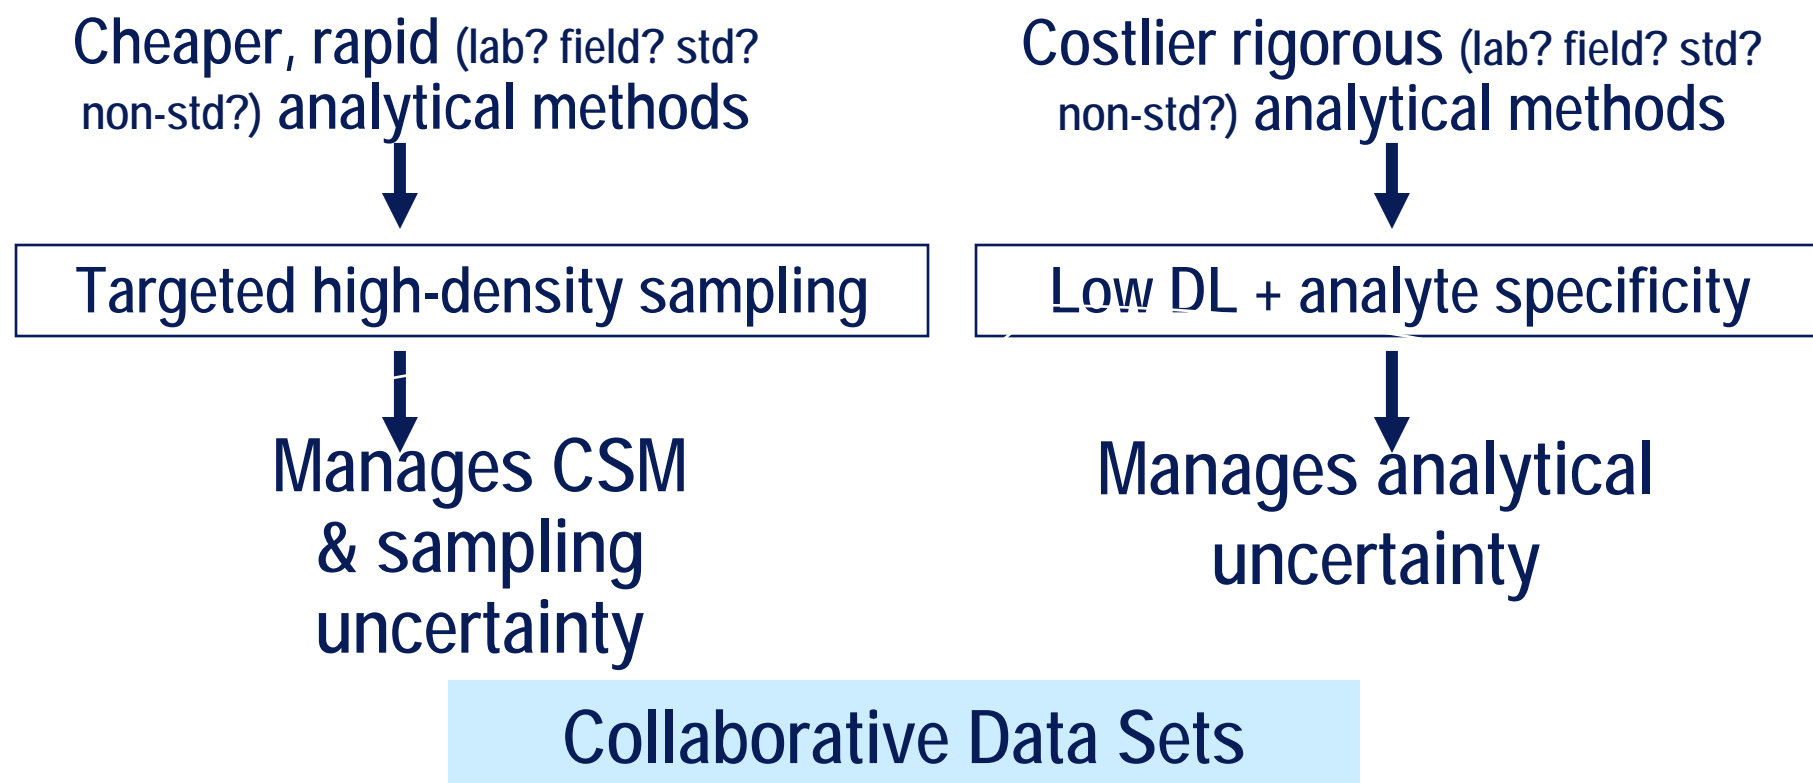 Cheaper, rapid (lab? field? std?
non-std?) analytical methods
Targeted high-density sampling
Manages CSM
& sampling
uncertainty
Costlier rigorous (lab? field? std?
non-std?) analytical methods
Low DL + analyte specificity
Manages analytical
uncertainty
Collaborative Data Sets